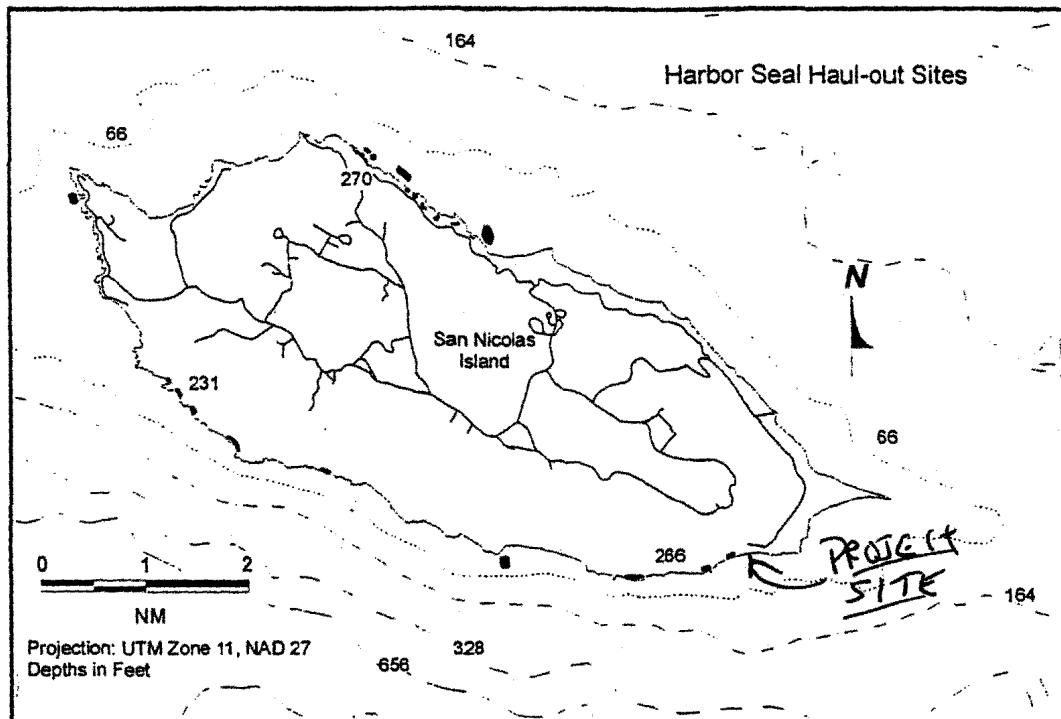 164
Harbor Seal Haul-out Sites
66
270
N
San Nicolas
Island
231
66
0 1 2
NM
266
PROJECT
SITE
164
Projection: UTM Zone 11, NAD 27
Depths in Feet
328
656